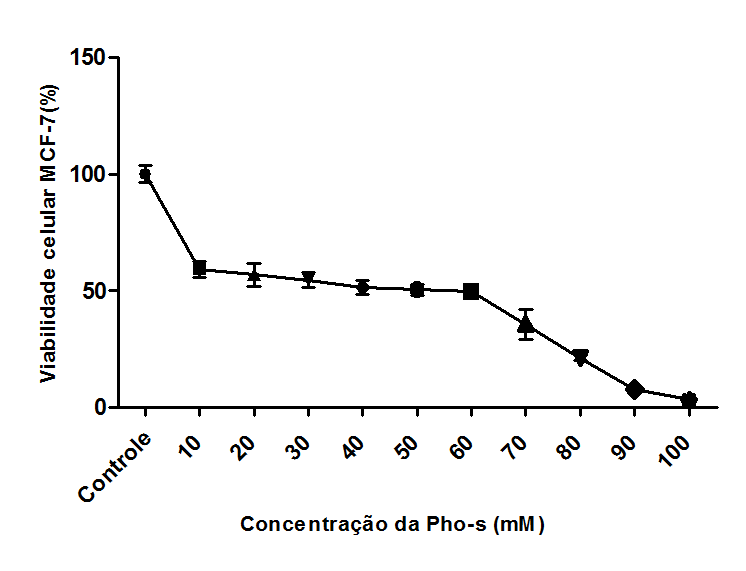 Viabilidade celular MCF-7(%)
150
100
50
0
Controle 10 20 30 40 50 60 70 80 90 100
Concentração da Pho-s (mM)